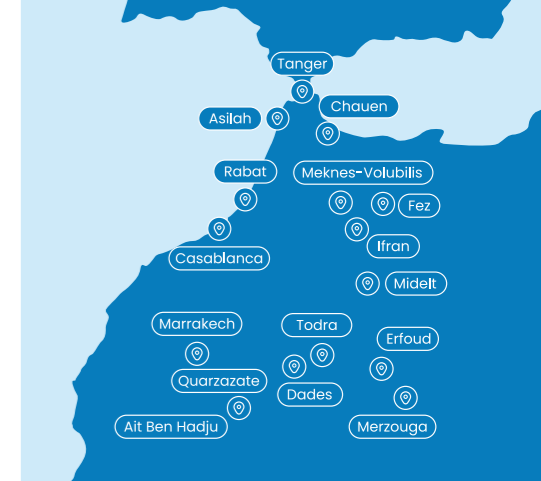 Tanger
Chauen
Asilah
Rabat
Meknes-Volubilis
Fez
Ifran
Casablanca
Midelt
Marrakech
Todra
Erfoud
Quarzazate
Dades
Ait Ben Hadju
Merzouga